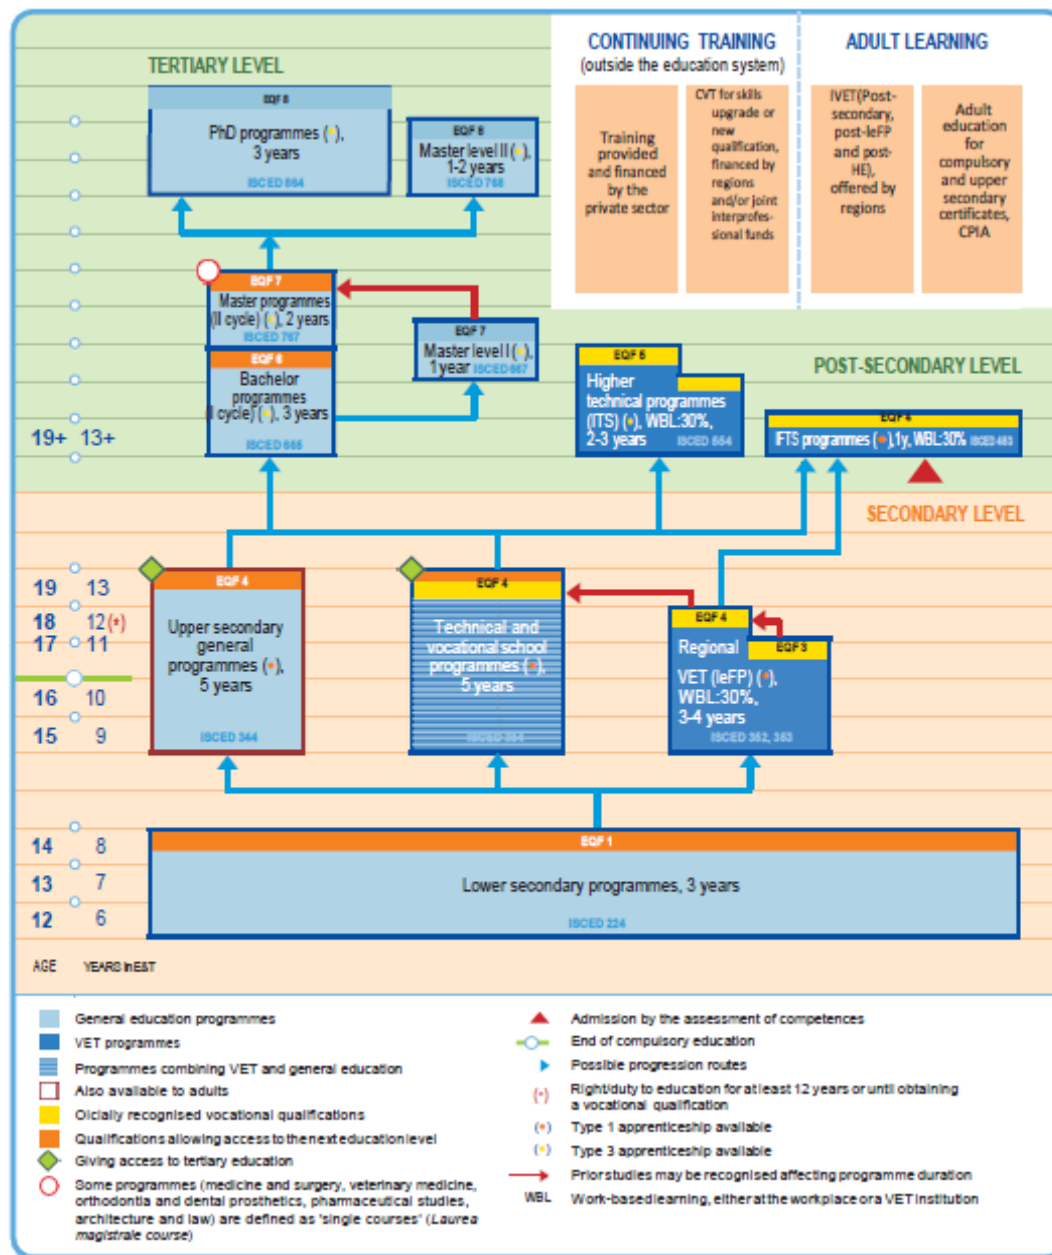 TERTIARY LEVEL
CONTINUING TRAINING
(outside the education system)
ADULT LEARNING
Training
provided
and financed
by the
private sector
CVT for skills
upgrade or
new
qualification,
financed by
regions
and/or joint
interprofes-
sional funds
IVET(Post-
secondary,
post-IeFP
and post-
HE),
offered by
regions
Adult
education
for
compulsory
and upper
secondary
certificates,
CPIA
EQF 8
PhD programmes (•),
3 years
ISCED 864
EQF 8
Master level II (•),
1-2 years
ISCED 768
EQF 7
Master programmes
(II cycle) (•), 2 years
ISCED 767
EQF 6
Bachelor
programmes
(I cycle) (•), 3 years
ISCED 665
EQF 7
Master level I (•),
1 year ISCED 667
POST-SECONDARY LEVEL
EQF 5
Higher
technical programmes
(ITS) (•), WBL:30%,
2-3 years
ISCED 554
EQF 4
IFTS programmes (•),1y, WBL:30% ISCED 453
19+ 13+
SECONDARY LEVEL
19 13
18 12(*)
17 11
16 10
15 9
EQF 4
Upper secondary
general
programmes (•),
5 years
ISCED 344
EQF 4
Technical and
vocational school
programmes (•),
5 years
ISCED 354
EQF 4
EQF 3
Regional
VET (IeFP) (•),
WBL:30%,
3-4 years
ISCED 352, 353
14 8
13 7
12 6
EQF 1
Lower secondary programmes, 3 years
ISCED 224
AGE YEARS in E&T
General education programmes
VET programmes
Programmes combining VET and general education
Also available to adults
Oicially recognised vocational qualifications
Qualifications allowing access to the next education level
Giving access to tertiary education
Some programmes (medicine and surgery, veterinary medicine,
orthodontia and dental prosthetics, pharmaceutical studies,
architecture and law) are defined as 'single courses' (Laurea
magistrale course)
Admission by the assessment of competences
End of compulsory education
Possible progression routes
(*) Right/duty to education for at least 12 years or until obtaining
a vocational qualification
(•) Type 1 apprenticeship available
(•) Type 3 apprenticeship available
Prior studies may be recognised affecting programme duration
WBL Work-based learning, either at the workplace or a VET institution